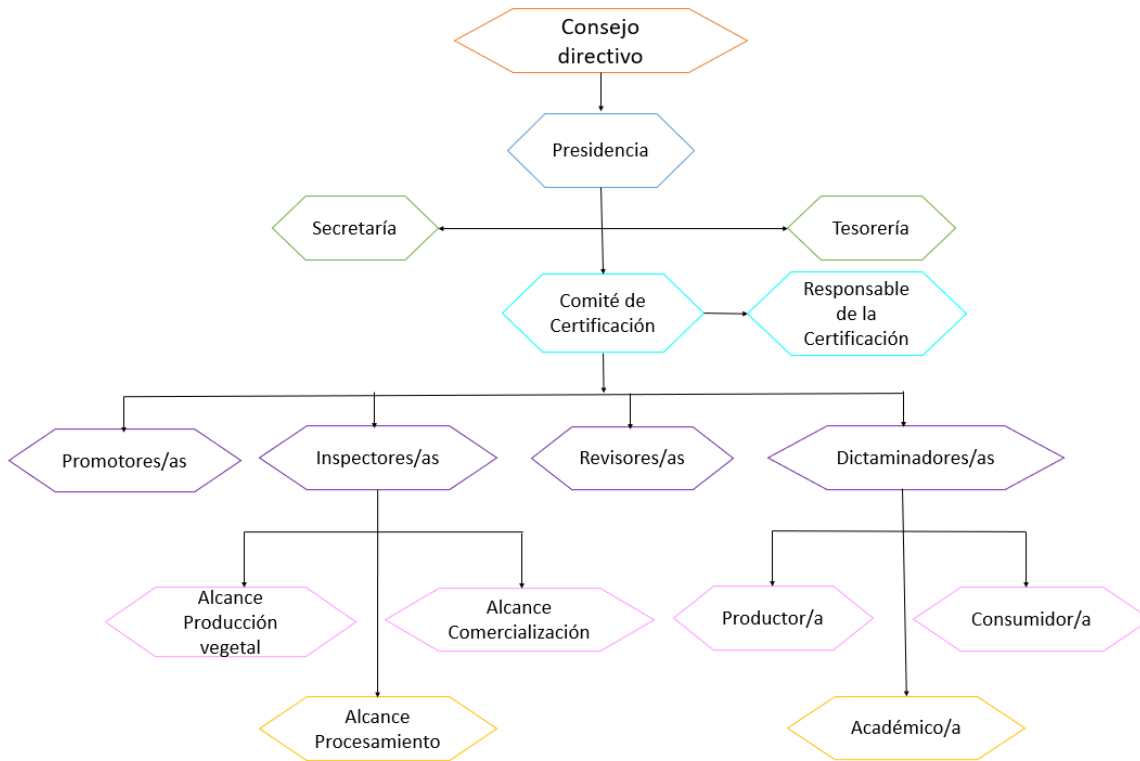 Consejo
directivo
Presidencia
Secretaría
Tesorería
Comité de
Certificación
Responsable
de la
Certificación
Promotores/as
Inspectores/as
Revisores/as
Dictaminadores/as
Alcance
Producción
vegetal
Alcance
Comercialización
Productor/a
Consumidor/a
Alcance
Procesamiento
Académico/a